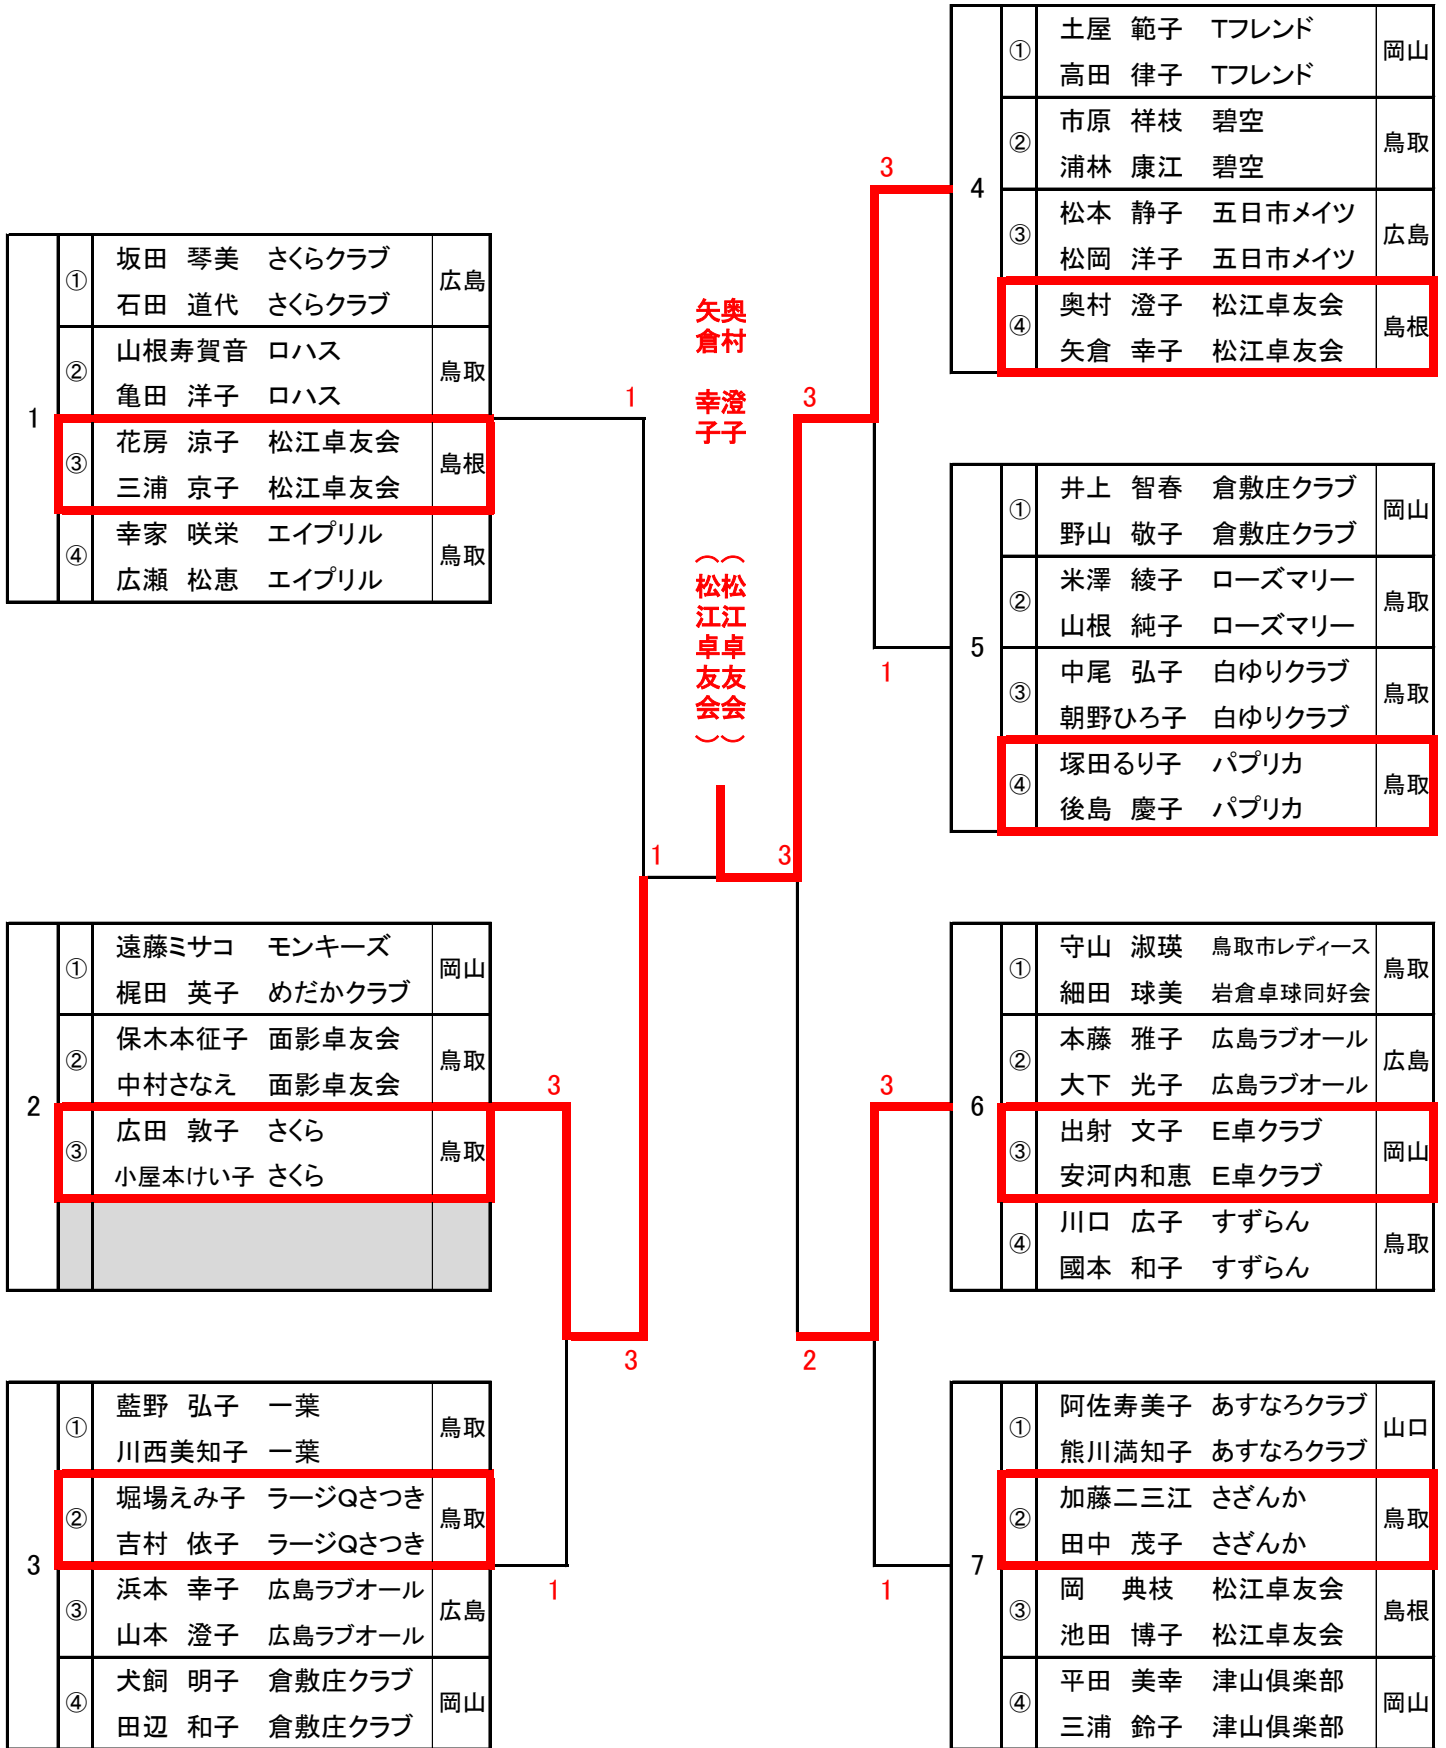 1
① 坂田 琴美 さくらクラブ 広島
石田 道代 さくらクラブ
② 山根寿賀音 ロハス 鳥取
亀田 洋子 ロハス
③ 花房 涼子 松江卓友会 島根
三浦 京子 松江卓友会
④ 幸家 咲栄 エイプリル 鳥取
広瀬 松恵 エイプリル
2
① 遠藤ミサコ モンキーズ 岡山
梶田 英子 めだかクラブ
② 保木本征子 面影卓友会 鳥取
中村さなえ 面影卓友会
③ 広田 敦子 さくら 鳥取
小屋本けい子 さくら
3
① 藍野 弘子 一葉 鳥取
川西美知子 一葉
② 堀場えみ子 ラージQさつき 鳥取
吉村 依子 ラージQさつき
③ 浜本 幸子 広島ラブオール 広島
山本 澄子 広島ラブオール
④ 犬飼 明子 倉敷庄クラブ 岡山
田辺 和子 倉敷庄クラブ
1
3
1
3
1
奥村 澄子 (松江卓友会)
矢倉 幸子 (松江卓友会)
3
3
3
1
3
2
1
4
① 土屋 範子 Tフレンド 岡山
高田 律子 Tフレンド
② 市原 祥枝 碧空 鳥取
浦林 康江 碧空
③ 松本 静子 五日市メイツ 広島
松岡 洋子 五日市メイツ
④ 奥村 澄子 松江卓友会 島根
矢倉 幸子 松江卓友会
5
① 井上 智春 倉敷庄クラブ 岡山
野山 敬子 倉敷庄クラブ
② 米澤 綾子 ローズマリー 鳥取
山根 純子 ローズマリー
③ 中尾 弘子 白ゆりクラブ 鳥取
朝野ひろ子 白ゆりクラブ
④ 塚田るり子 パプリカ 鳥取
後島 慶子 パプリカ
6
① 守山 淑瑛 鳥取市レディース 鳥取
細田 球美 岩倉卓球同好会
② 本藤 雅子 広島ラブオール 広島
大下 光子 広島ラブオール
③ 出射 文子 E卓クラブ 岡山
安河内和恵 E卓クラブ
④ 川口 広子 すずらん 鳥取
國本 和子 すずらん
7
① 阿佐寿美子 あすなろクラブ 山口
熊川満知子 あすなろクラブ
② 加藤二三江 さざんか 鳥取
田中 茂子 さざんか
③ 岡 典枝 松江卓友会 島根
池田 博子 松江卓友会
④ 平田 美幸 津山倶楽部 岡山
三浦 鈴子 津山倶楽部